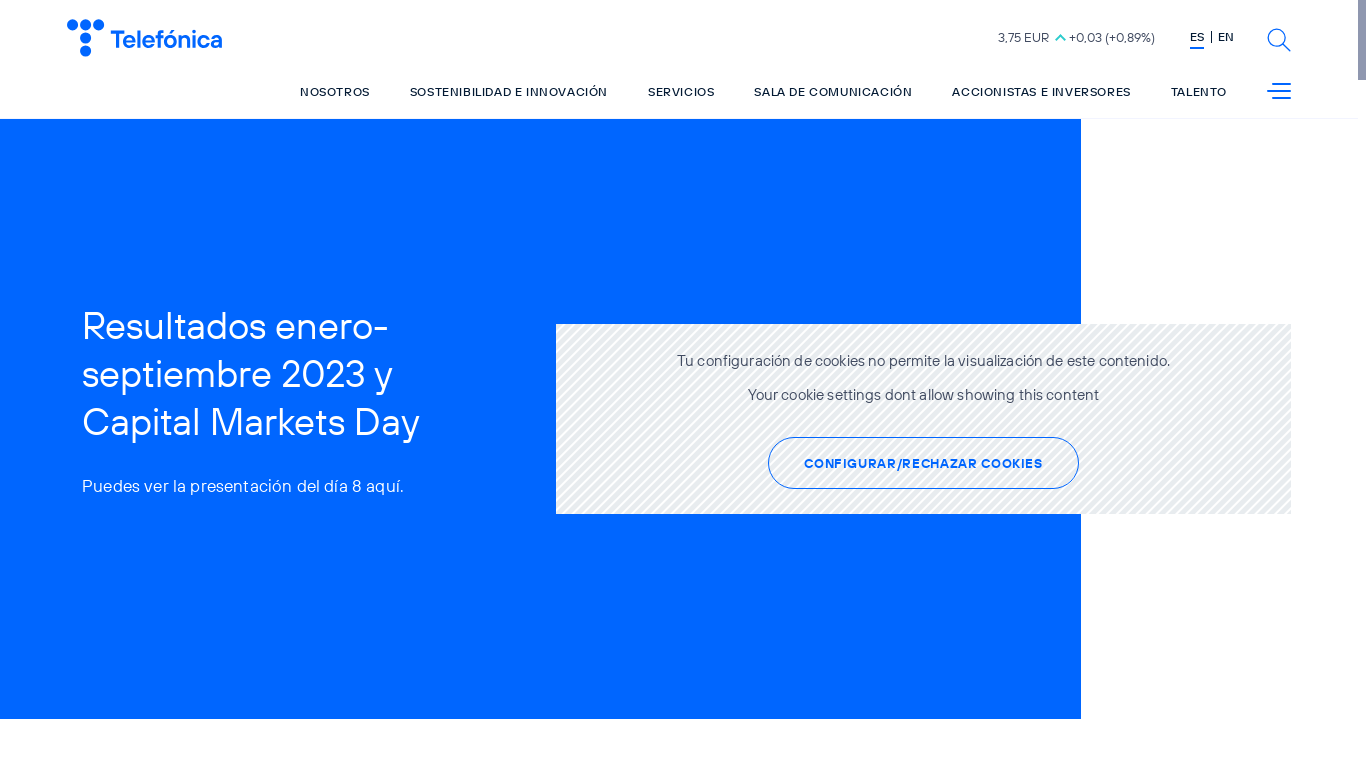 Telefónica
3,75 EUR +0,03 (+0,89%)
ES | EN
NOSOTROS SOSTENIBILIDAD E INNOVACIÓN SERVICIOS SALA DE COMUNICACIÓN ACCIONISTAS E INVERSORES TALENTO
Resultados enero-
septiembre 2023 y
Capital Markets Day
Puedes ver la presentación del día 8 aquí.
Tu configuración de cookies no permite la visualización de este contenido.
Your cookie settings dont allow showing this content
CONFIGURAR/RECHAZAR COOKIES